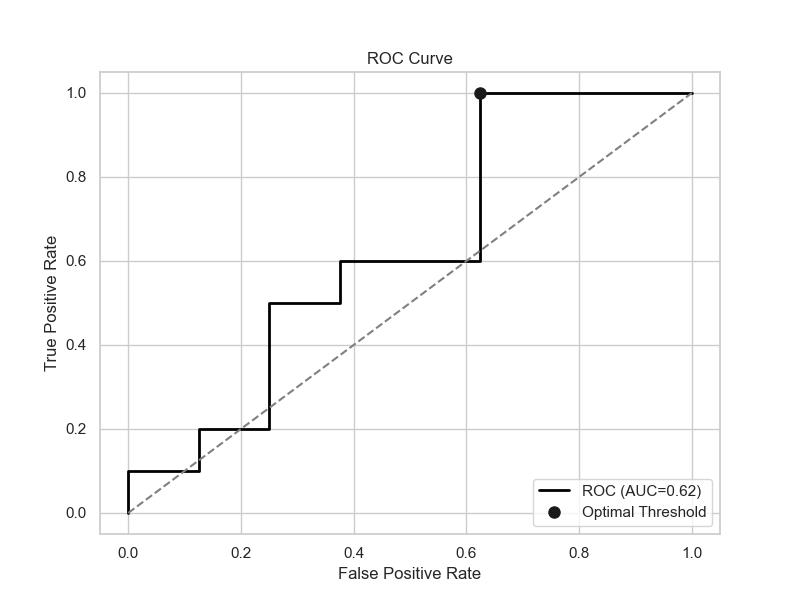 ROC Curve
True Positive Rate
1.0
0.8
0.6
0.4
0.2
0.0
0.0 0.2 0.4 0.6 0.8 1.0
False Positive Rate
ROC (AUC=0.62)
Optimal Threshold